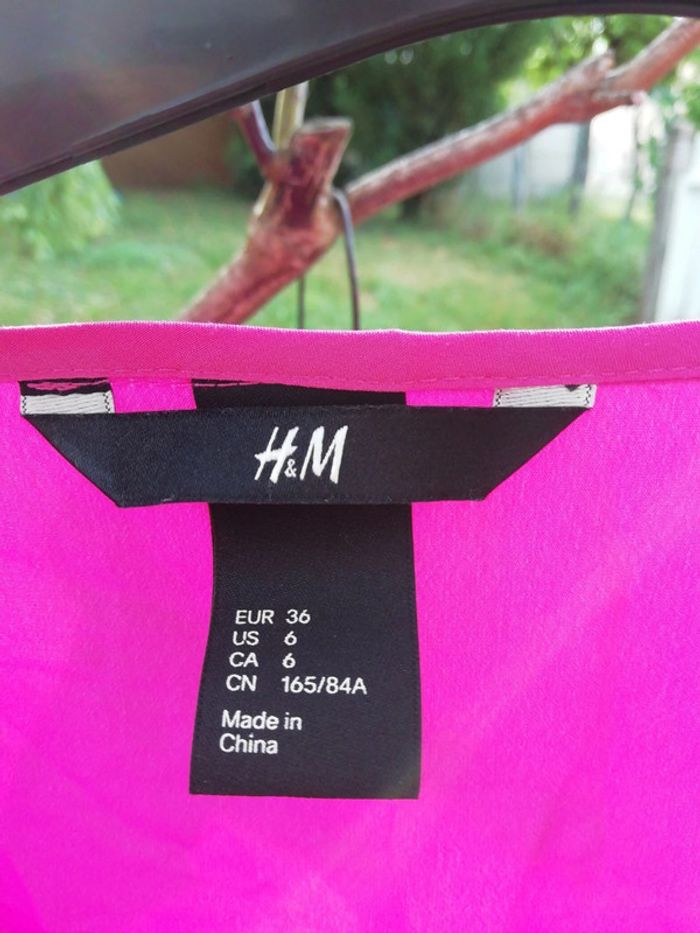 H&M
EUR 36
US 6
CA 6
CN 165/84A
Made in
China